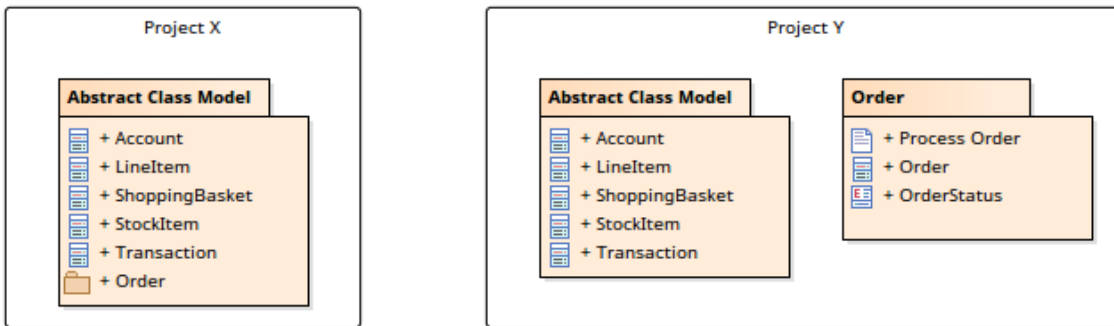 Project X
Abstract Class Model
+ Account
+ LineItem
+ ShoppingBasket
+ StockItem
+ Transaction
+ Order
Project Y
Abstract Class Model
+ Account
+ LineItem
+ ShoppingBasket
+ StockItem
+ Transaction
Order
+ Process Order
+ Order
E
+ OrderStatus